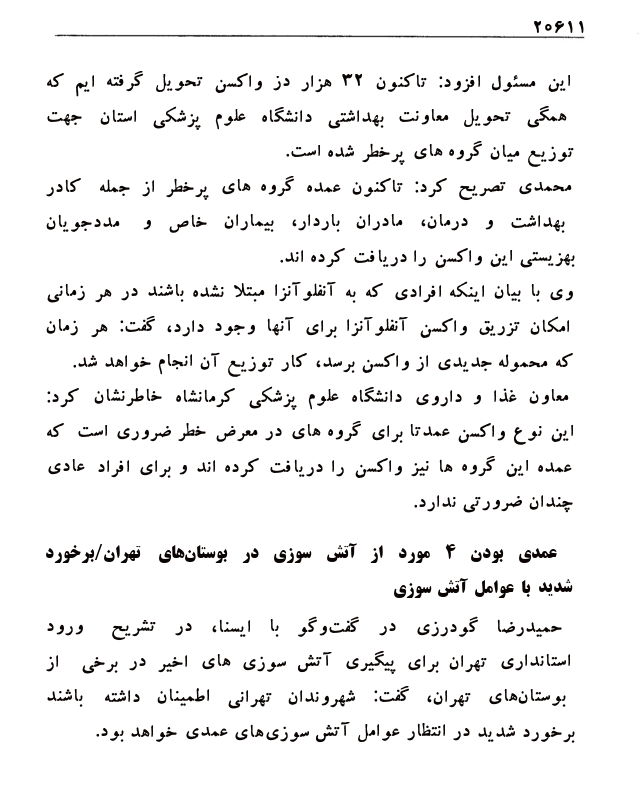 ۲۰۶۱۱
این مسئول افزود: تاکنون ۳۲ هزار دز واکسن تحویل گرفته ایم که
همگی تحویل معاونت بهداشتی دانشگاه علوم پزشکی استان جهت
توزیع میان گروه های پرخطر شده است.
محمدی تصریح کرد: تاکنون عمده گروه های پرخطر از جمله کادر
بهداشت و درمان، مادران باردار، بیماران خاص و مددجویان
بهزیستی این واکسن را دریافت کرده اند.
وی با بیان اینکه افرادی که به آنفلوآنزا مبتلا نشده باشند در هر زمانی
امکان تزریق واکسن آنفلوآنزا برای آنها وجود دارد، گفت: هر زمان
که محموله جدیدی از واکسن برسد، کار توزیع آن انجام خواهد شد.
معاون غذا و داروی دانشگاه علوم پزشکی کرمانشاه خاطرنشان کرد:
این نوع واکسن عمدتا برای گروه های در معرض خطر ضروری است که
عمده این گروه ها نیز واکسن را دریافت کرده اند و برای افراد عادی
چندان ضرورتی ندارد.
عمدی بودن ۴ مورد از آتش سوزی در بوستان‌های تهران/برخورد
شدید با عوامل آتش سوزی
حمیدرضا گودرزی در گفت‌وگو با ایسنا، در تشریح ورود
استانداری تهران برای پیگیری آتش سوزی های اخیر در برخی از
بوستان‌های تهران، گفت: شهروندان تهرانی اطمینان داشته باشند
برخورد شدید در انتظار عوامل آتش سوزی‌های عمدی خواهد بود.